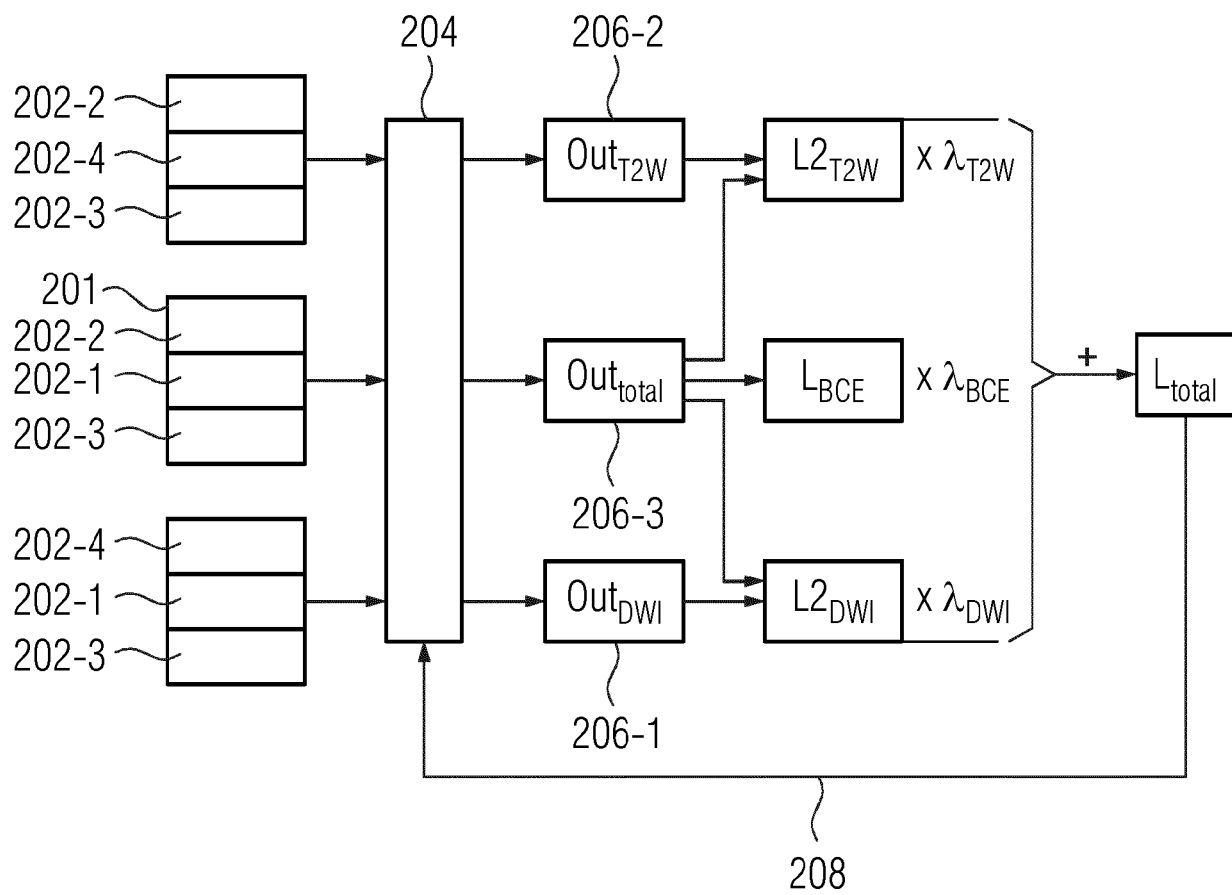 204
206-2
202-2
202-4
202-3
Out_T2W
L2_T2W
x λ_T2W
201
202-2
202-1
202-3
Out_total
L_BCE
x λ_BCE
+
L_total
206-3
202-4
202-1
202-3
Out_DWI
L2_DWI
x λ_DWI
206-1
208